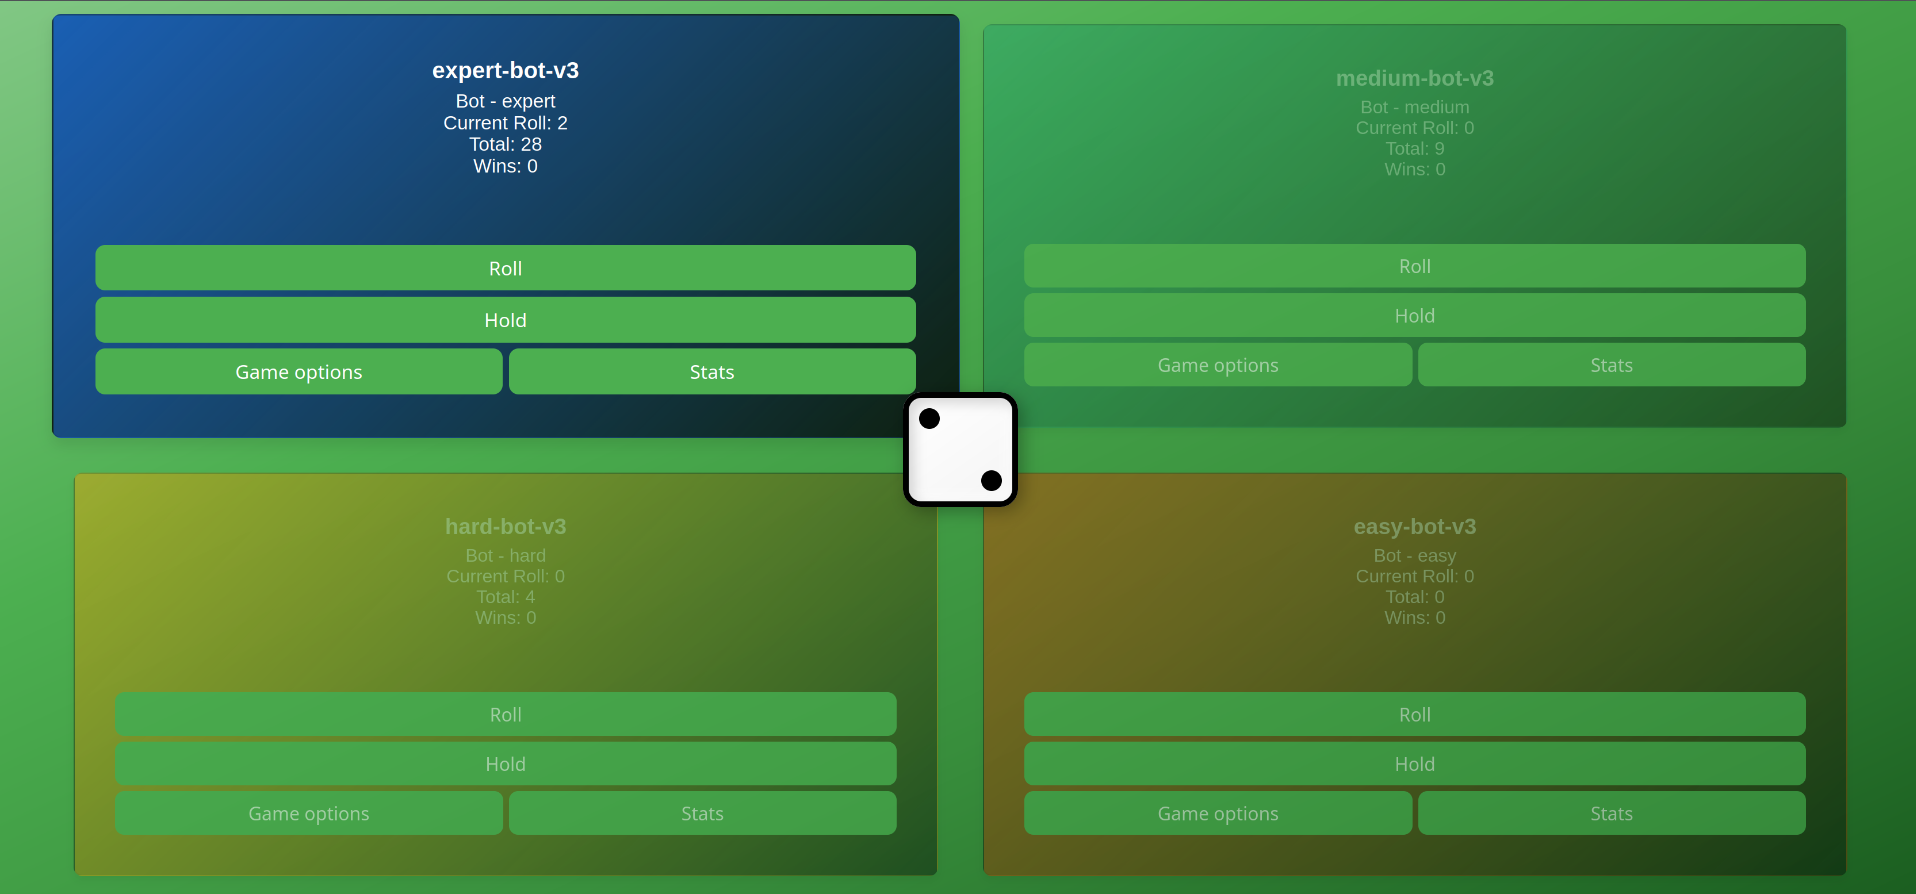 expert-bot-v3
Bot - expert
Current Roll: 2
Total: 28
Wins: 0
Roll
Hold
Game options
Stats
medium-bot-v3
Bot - medium
Current Roll: 0
Total: 9
Wins: 0
Roll
Hold
Game options
Stats
hard-bot-v3
Bot - hard
Current Roll: 0
Total: 4
Wins: 0
Roll
Hold
Game options
Stats
easy-bot-v3
Bot - easy
Current Roll: 0
Total: 0
Wins: 0
Roll
Hold
Game options
Stats